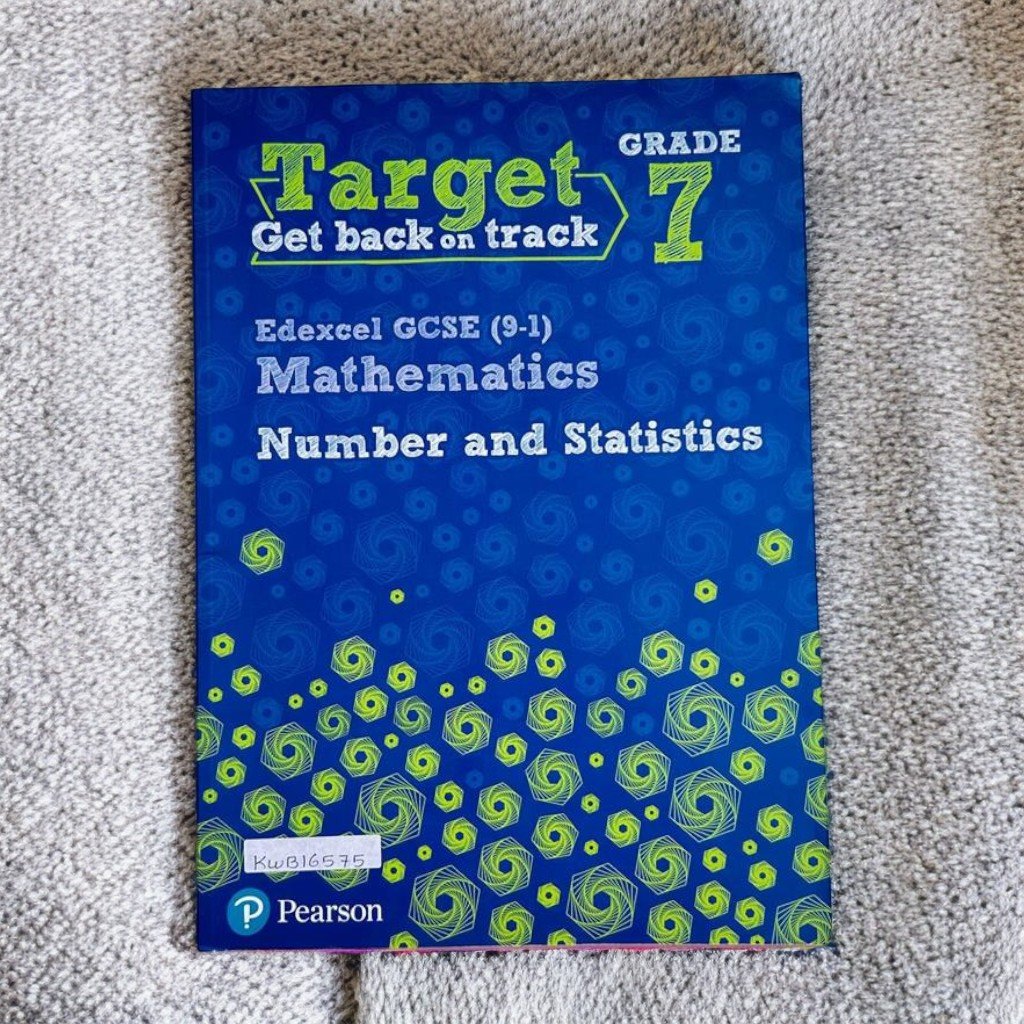 Target
Get back on track
GRADE
7
Edexcel GCSE (9-1)
Mathematics
Number and Statistics
KWB16575
P Pearson